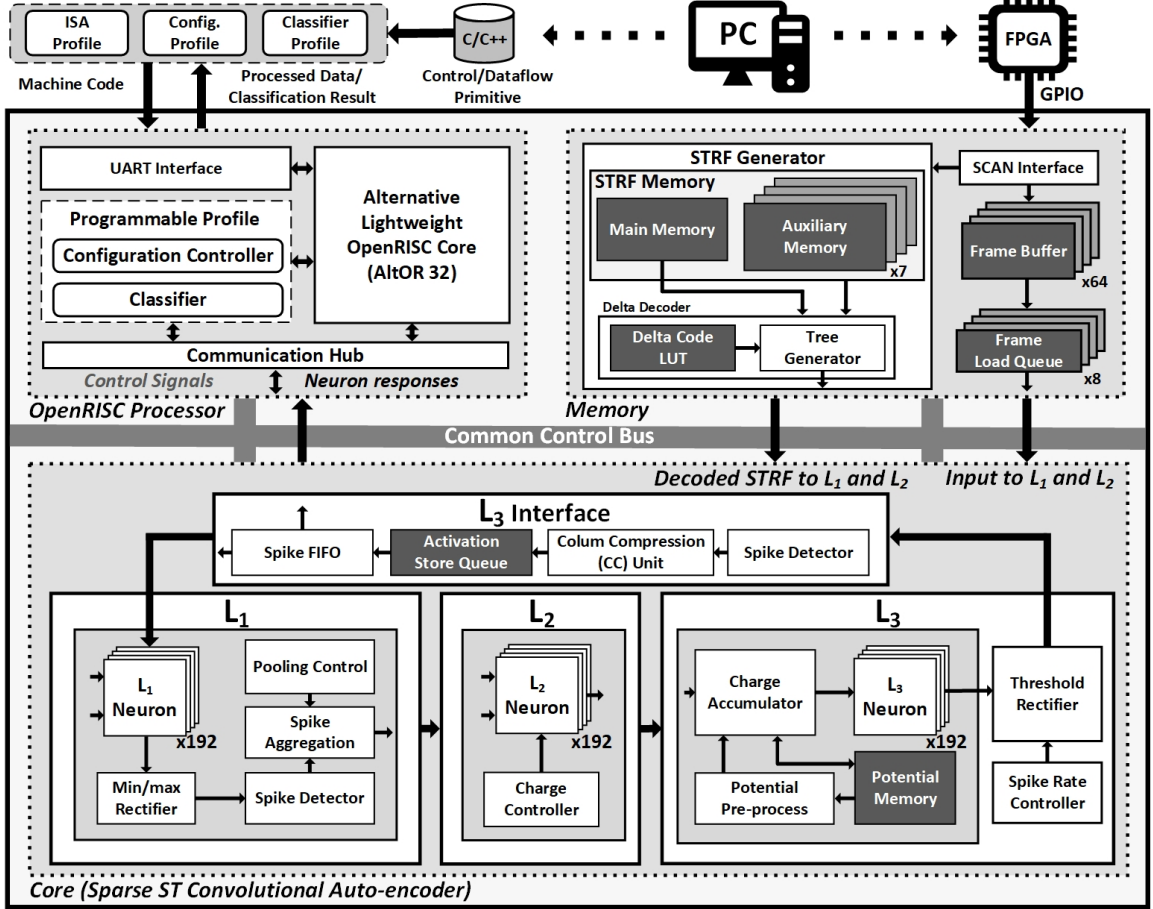 ISA
Profile
Config.
Profile
Classifier
Profile
C/C++
PC
FPGA
Machine Code
Processed Data/
Classification Result
Control/Dataflow
Primitive
GPIO
UART Interface
Programmable Profile
Configuration Controller
Classifier
Alternative
Lightweight
OpenRISC Core
(AltOR 32)
Communication Hub
Control Signals
Neuron responses
OpenRISC Processor
STRF Generator
STRF Memory
Main Memory
Auxiliary
Memory
x7
Delta Decoder
Delta Code
LUT
Tree
Generator
SCAN Interface
Frame Buffer
x64
Frame
Load Queue
x8
Memory
Common Control Bus
Decoded STRF to L1 and L2
Input to L1 and L2
L3 Interface
Spike FIFO
Activation
Store Queue
Colum Compression
(CC) Unit
Spike Detector
L1
L1
Neuron
x192
Pooling Control
Spike
Aggregation
Min/max
Rectifier
Spike Detector
L2
L2
Neuron
x192
Charge
Controller
L3
Charge
Accumulator
L3
Neuron
x192
Potential
Pre-process
Potential
Memory
Threshold
Rectifier
Spike Rate
Controller
Core (Sparse ST Convolutional Auto-encoder)